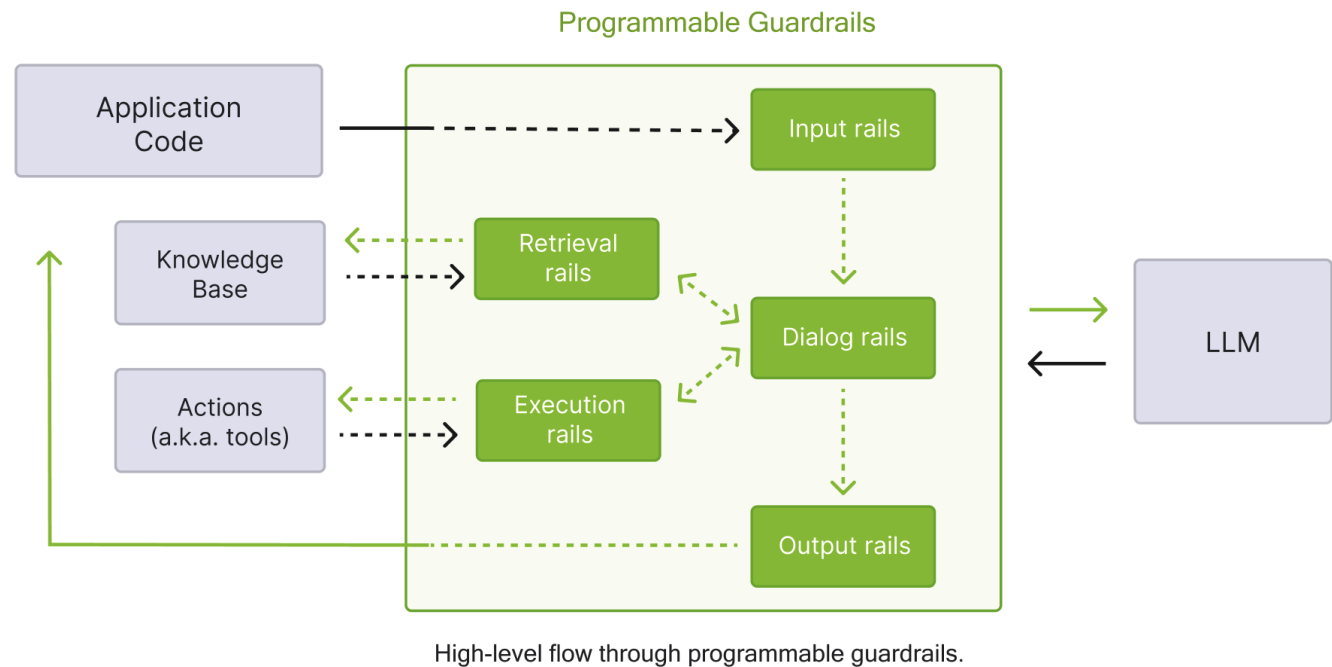 Programmable Guardrails
Application
Code
Input rails
Knowledge
Base
Retrieval
rails
Dialog rails
LLM
Actions
(a.k.a. tools)
Execution
rails
Output rails
High-level flow through programmable guardrails.